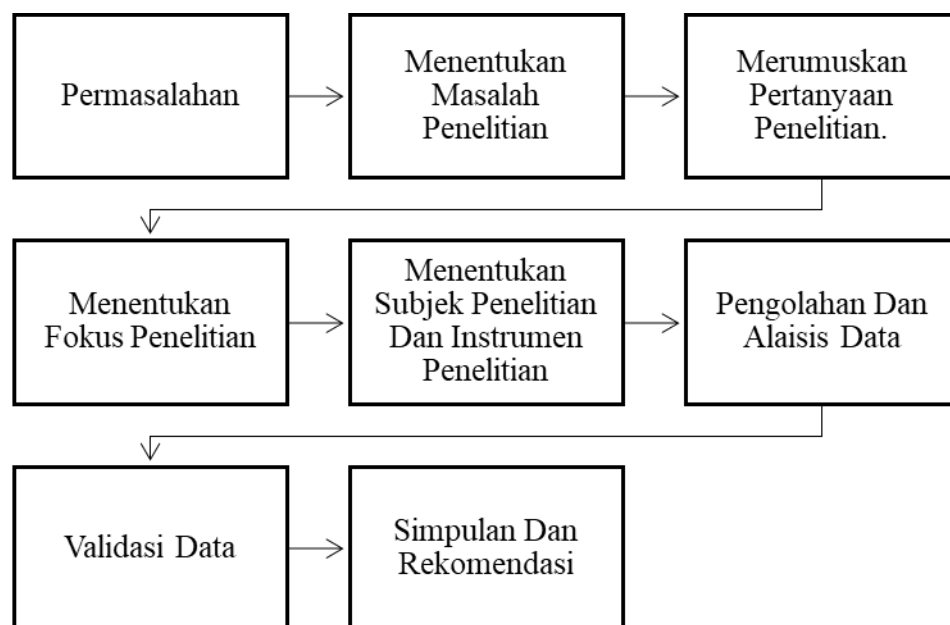 Permasalahan
Menentukan
Masalah
Penelitian
Merumuskan
Pertanyaan
Penelitian.
Menentukan
Fokus Penelitian
Menentukan
Subjek Penelitian
Dan Instrumen
Penelitian
Pengolahan Dan
Alaisis Data
Validasi Data
Simpulan Dan
Rekomendasi